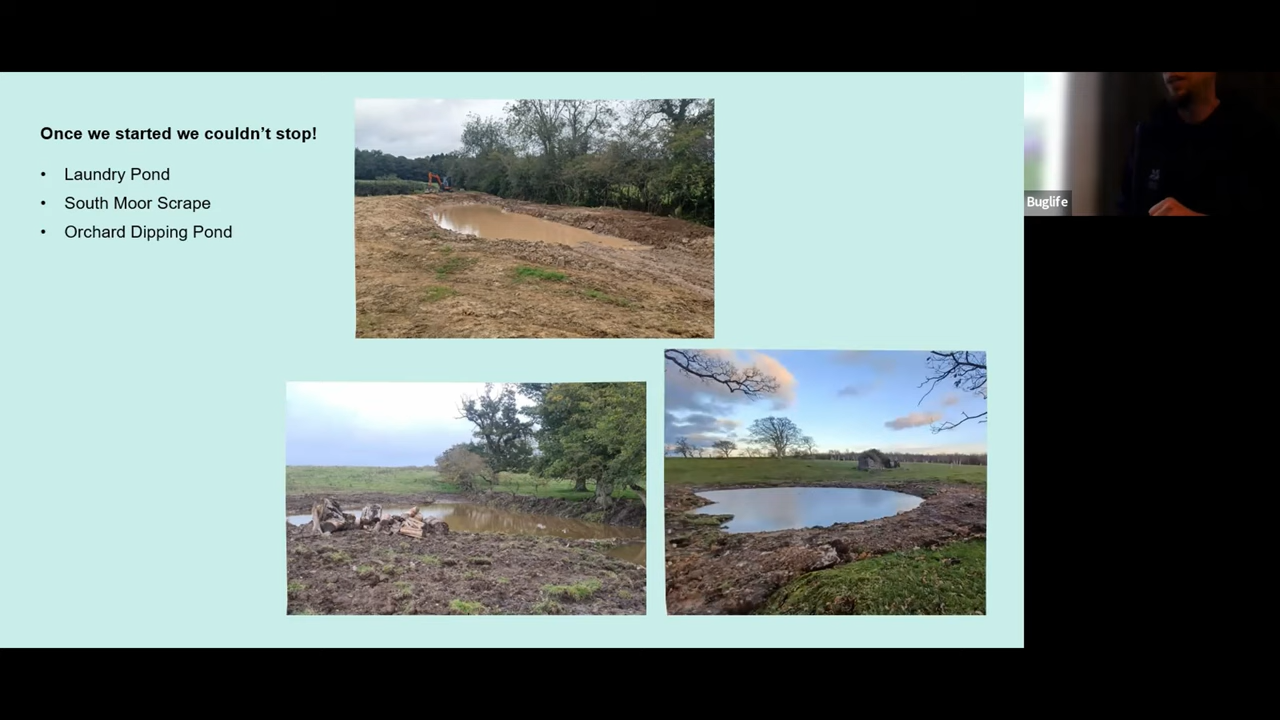 Once we started we couldn’t stop!
• Laundry Pond
• South Moor Scrape
• Orchard Dipping Pond
Buglife